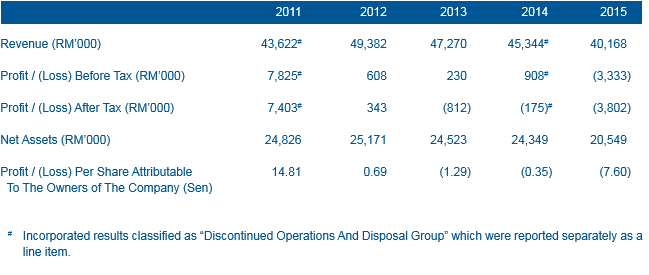 2011 2012 2013 2014 2015
Revenue (RM'000) 43,622# 49,382 47,270 45,344# 40,168
Profit / (Loss) Before Tax (RM'000) 7,825# 608 230 908# (3,333)
Profit / (Loss) After Tax (RM'000) 7,403# 343 (812) (175)# (3,802)
Net Assets (RM'000) 24,826 25,171 24,523 24,349 20,549
Profit / (Loss) Per Share Attributable 14.81 0.69 (1.29) (0.35) (7.60)
To The Owners of The Company (Sen)
# Incorporated results classified as “Discontinued Operations And Disposal Group” which were reported separately as a
line item.